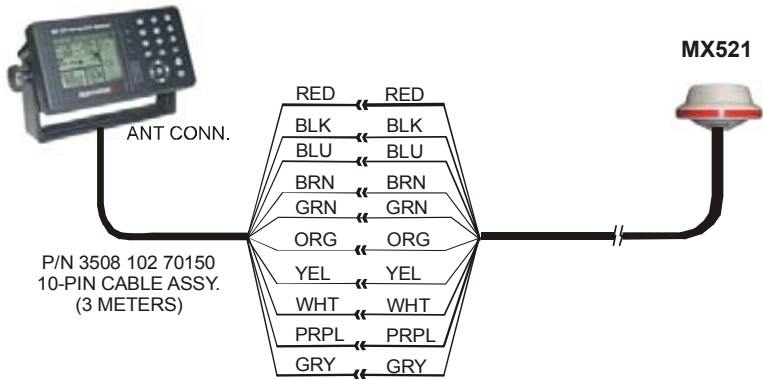 MX521
ANT CONN.
RED RED
BLK BLK
BLU BLU
BRN BRN
GRN GRN
ORG ORG
YEL YEL
WHT WHT
PRPL PRPL
GRY GRY
P/N 3508 102 70150
10-PIN CABLE ASSY.
(3 METERS)